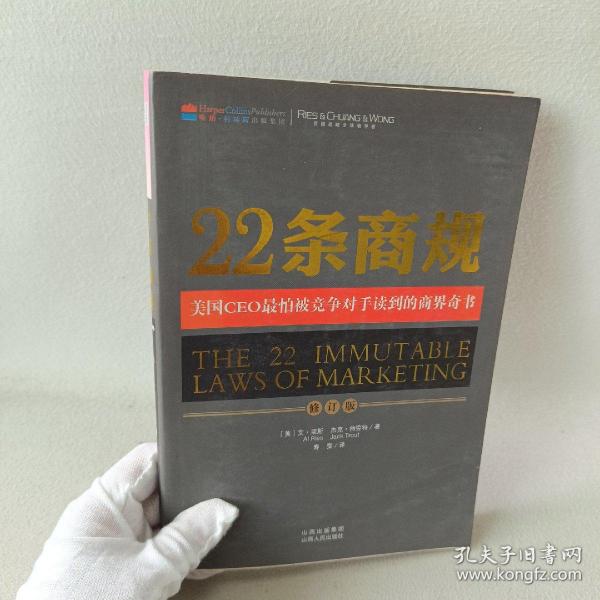 HarperCollinsPublishers
哈珀·柯林斯出版集团
RIES & CHUANG & WONG
22条商规
美国CEO最怕被竞争对手读到的商界奇书
THE 22 IMMUTABLE
LAWS OF MARKETING
修订版
[美] 艾·里斯 杰克·特劳特/著
Al Ries Jack Trout
寿雯/译
山西出版集团
山西人民出版社
孔夫子旧书网
www.kongfz.com